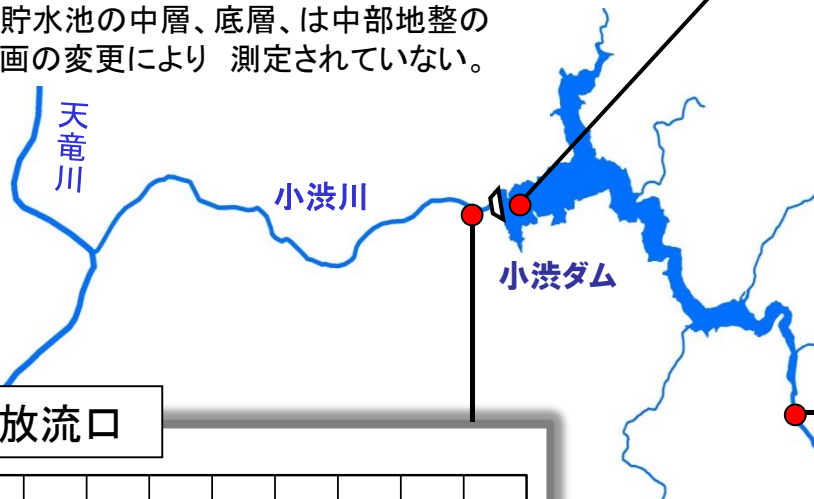 貯水池の中層、底層、は中部地整の
画の変更により 測定されていない。
天竜川
小渋川
小渋ダム
放流口